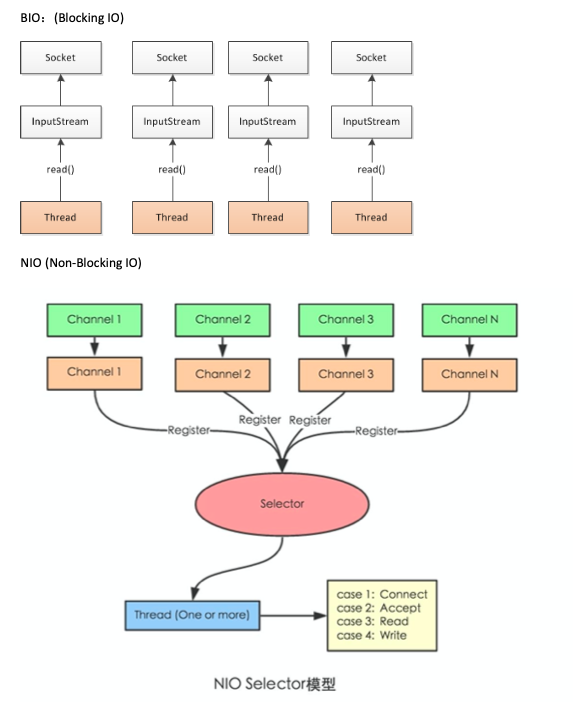 BIO：(Blocking IO)
Socket Socket Socket Socket
InputStream InputStream InputStream InputStream
read() read() read() read()
Thread Thread Thread Thread
NIO (Non-Blocking IO)
Channel 1 Channel 2 Channel 3 Channel N
Channel 1 Channel 2 Channel 3 Channel N
Register Register Register Register
Selector
Thread (One or more)
case 1: Connect
case 2: Accept
case 3: Read
case 4: Write
NIO Selector模型